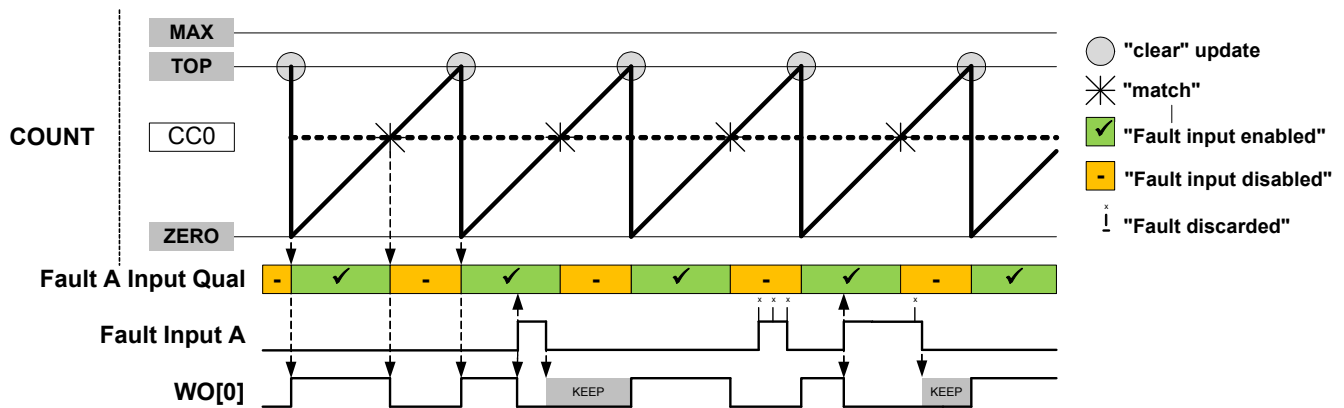 MAX
"clear" update
TOP
"match"
COUNT
CC0
"Fault input enabled"
✓
"Fault input disabled"
-
ZERO
x
"Fault discarded"
Fault A Input Qual
- ✓ - ✓ - ✓ - ✓ - ✓
x x x x
Fault Input A
WO[0]
KEEP
KEEP